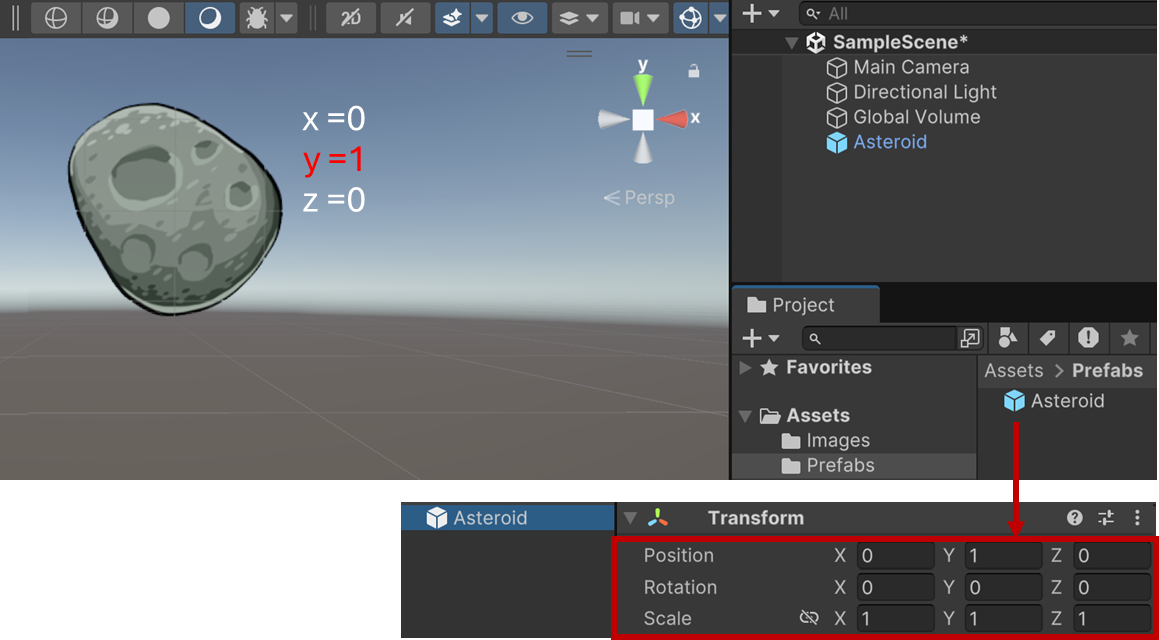 All
SampleScene*
Main Camera
Directional Light
Global Volume
Asteroid
x =0
y =1
z =0
y
x
Persp
Project
Favorites
Assets
Images
Prefabs
Assets > Prefabs
Asteroid
Asteroid
Transform
Position X 0 Y 1 Z 0
Rotation X 0 Y 0 Z 0
Scale X 1 Y 1 Z 1